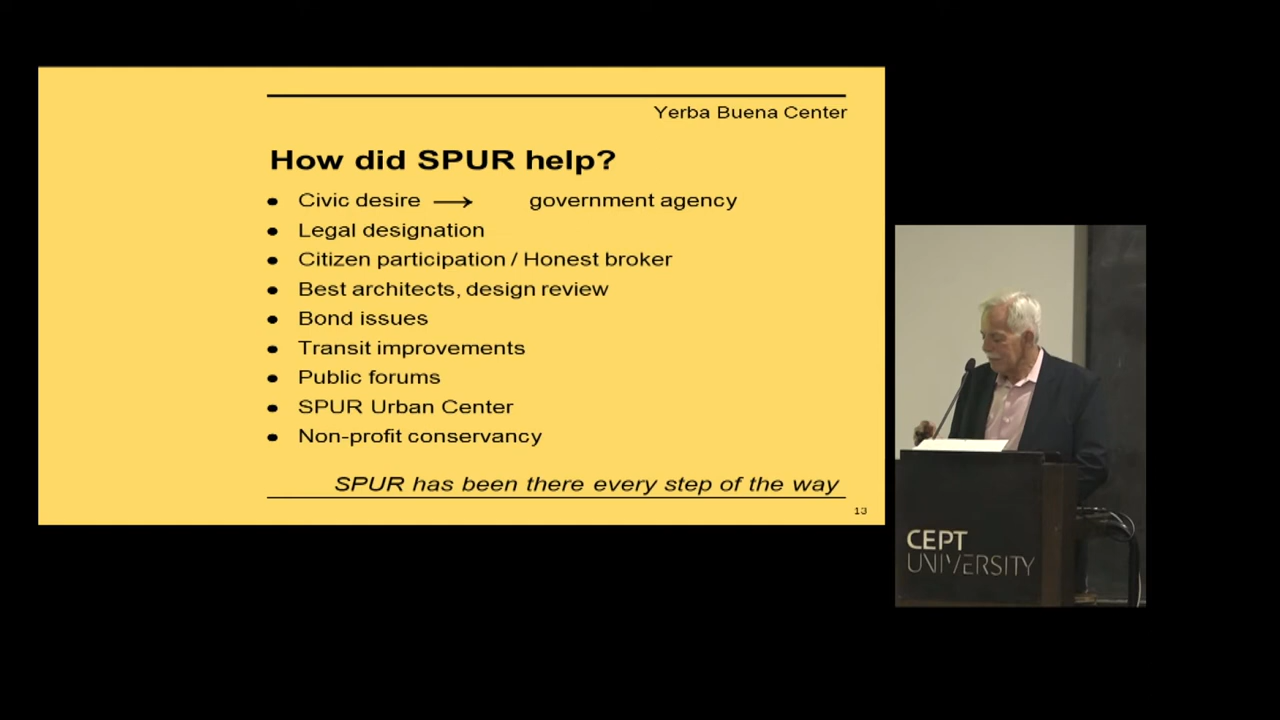 Yerba Buena Center
How did SPUR help?
• Civic desire → government agency
• Legal designation
• Citizen participation / Honest broker
• Best architects, design review
• Bond issues
• Transit improvements
• Public forums
• SPUR Urban Center
• Non-profit conservancy
SPUR has been there every step of the way
13
CEPT
UNIVERSITY